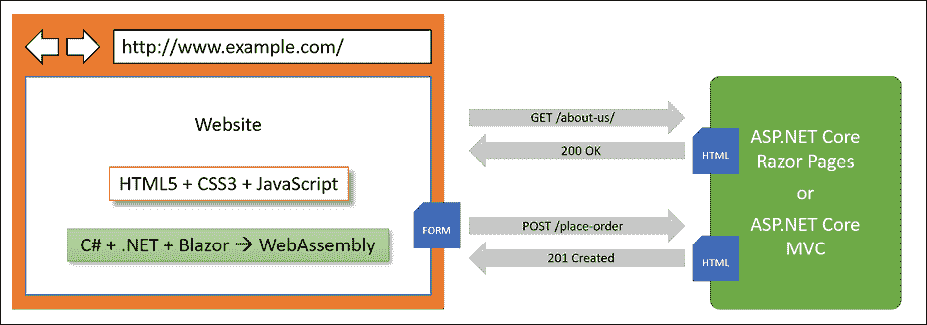 http://www.example.com/
Website
HTML5 + CSS3 + JavaScript
C# + .NET + Blazor → WebAssembly
FORM
GET /about-us/
200 OK
HTML
POST /place-order
201 Created
HTML
ASP.NET Core
Razor Pages
or
ASP.NET Core
MVC